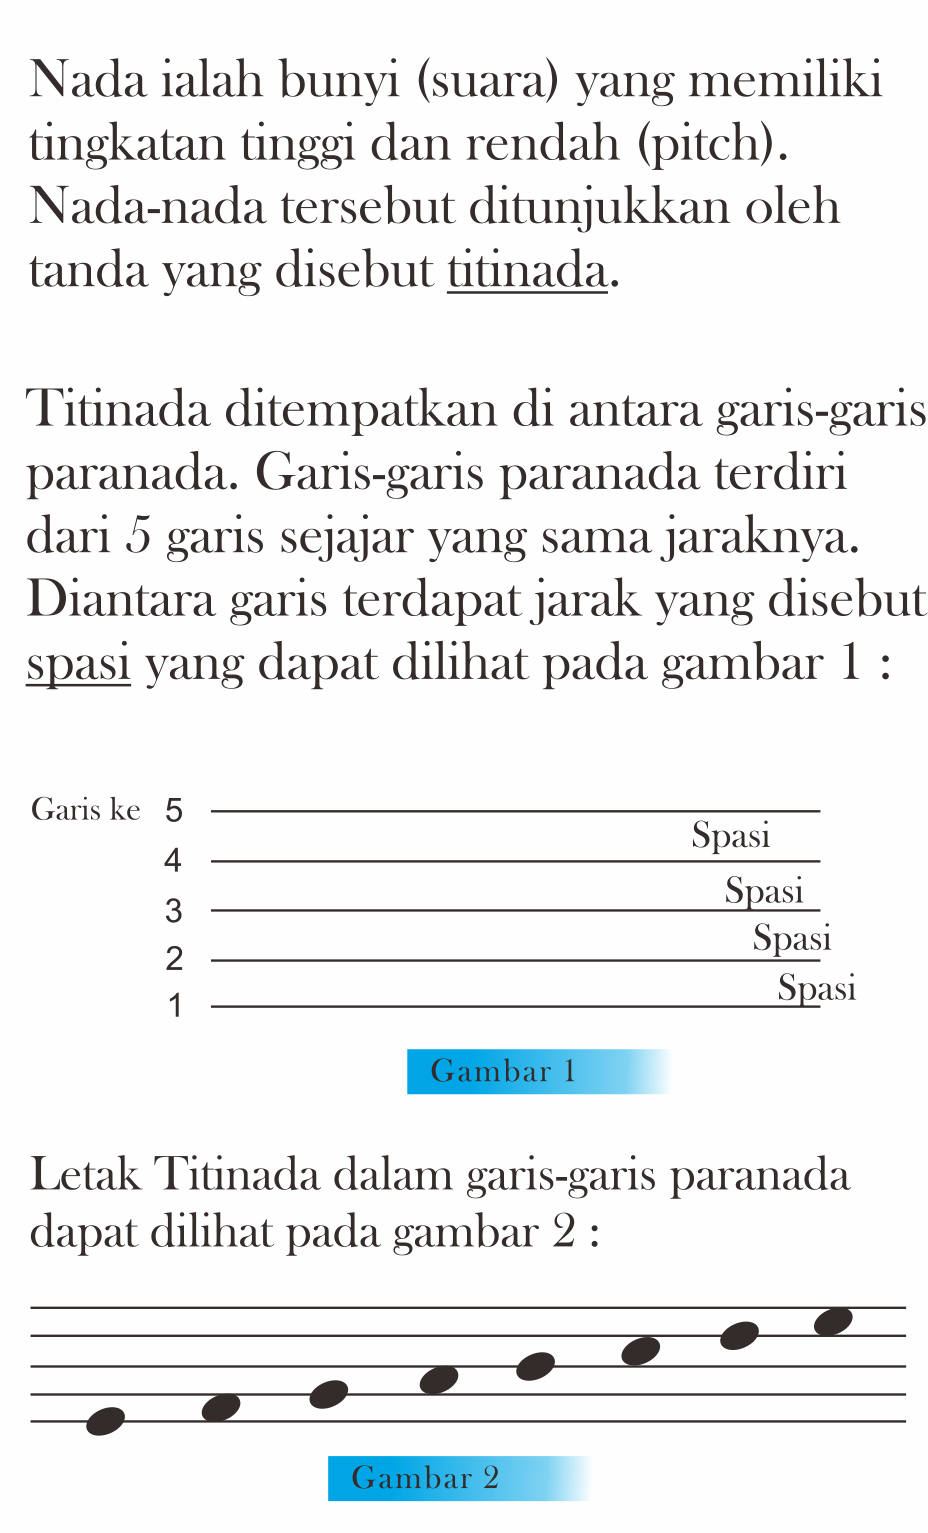 Nada ialah bunyi (suara) yang memiliki
tingkatan tinggi dan rendah (pitch).
Nada-nada tersebut ditunjukkan oleh
tanda yang disebut titinada.
Titinada ditempatkan di antara garis-garis
paranada. Garis-garis paranada terdiri
dari 5 garis sejajar yang sama jaraknya.
Diantara garis terdapat jarak yang disebut
spasi yang dapat dilihat pada gambar 1 :
Garis ke 5
Spasi
4
Spasi
3
Spasi
2
Spasi
1
Gambar 1
Letak Titinada dalam garis-garis paranada
dapat dilihat pada gambar 2 :
Gambar 2